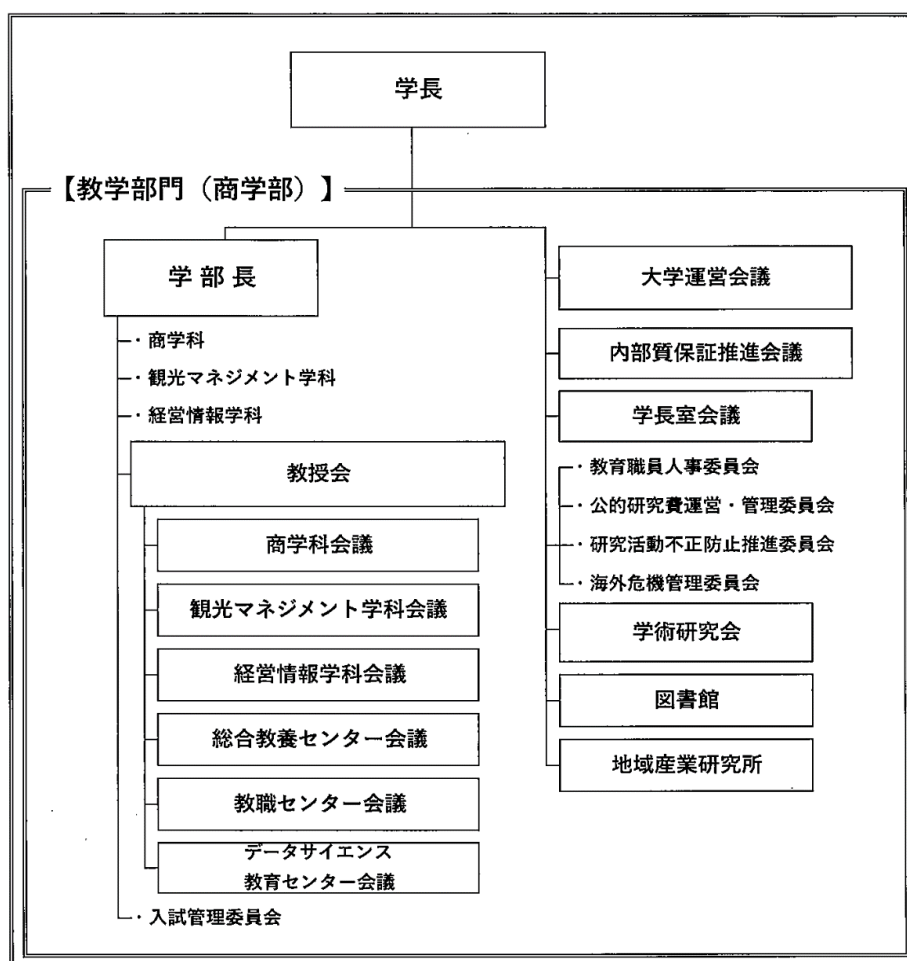 学長
【教学部門（商学部）】
学部長
・商学科
・観光マネジメント学科
・経営情報学科
教授会
商学科会議
観光マネジメント学科会議
経営情報学科会議
総合教養センター会議
教職センター会議
データサイエンス
教育センター会議
・入試管理委員会
大学運営会議
内部質保証推進会議
学長室会議
・教育職員人事委員会
・公的研究費運営・管理委員会
・研究活動不正防止推進委員会
・海外危機管理委員会
学術研究会
図書館
地域産業研究所